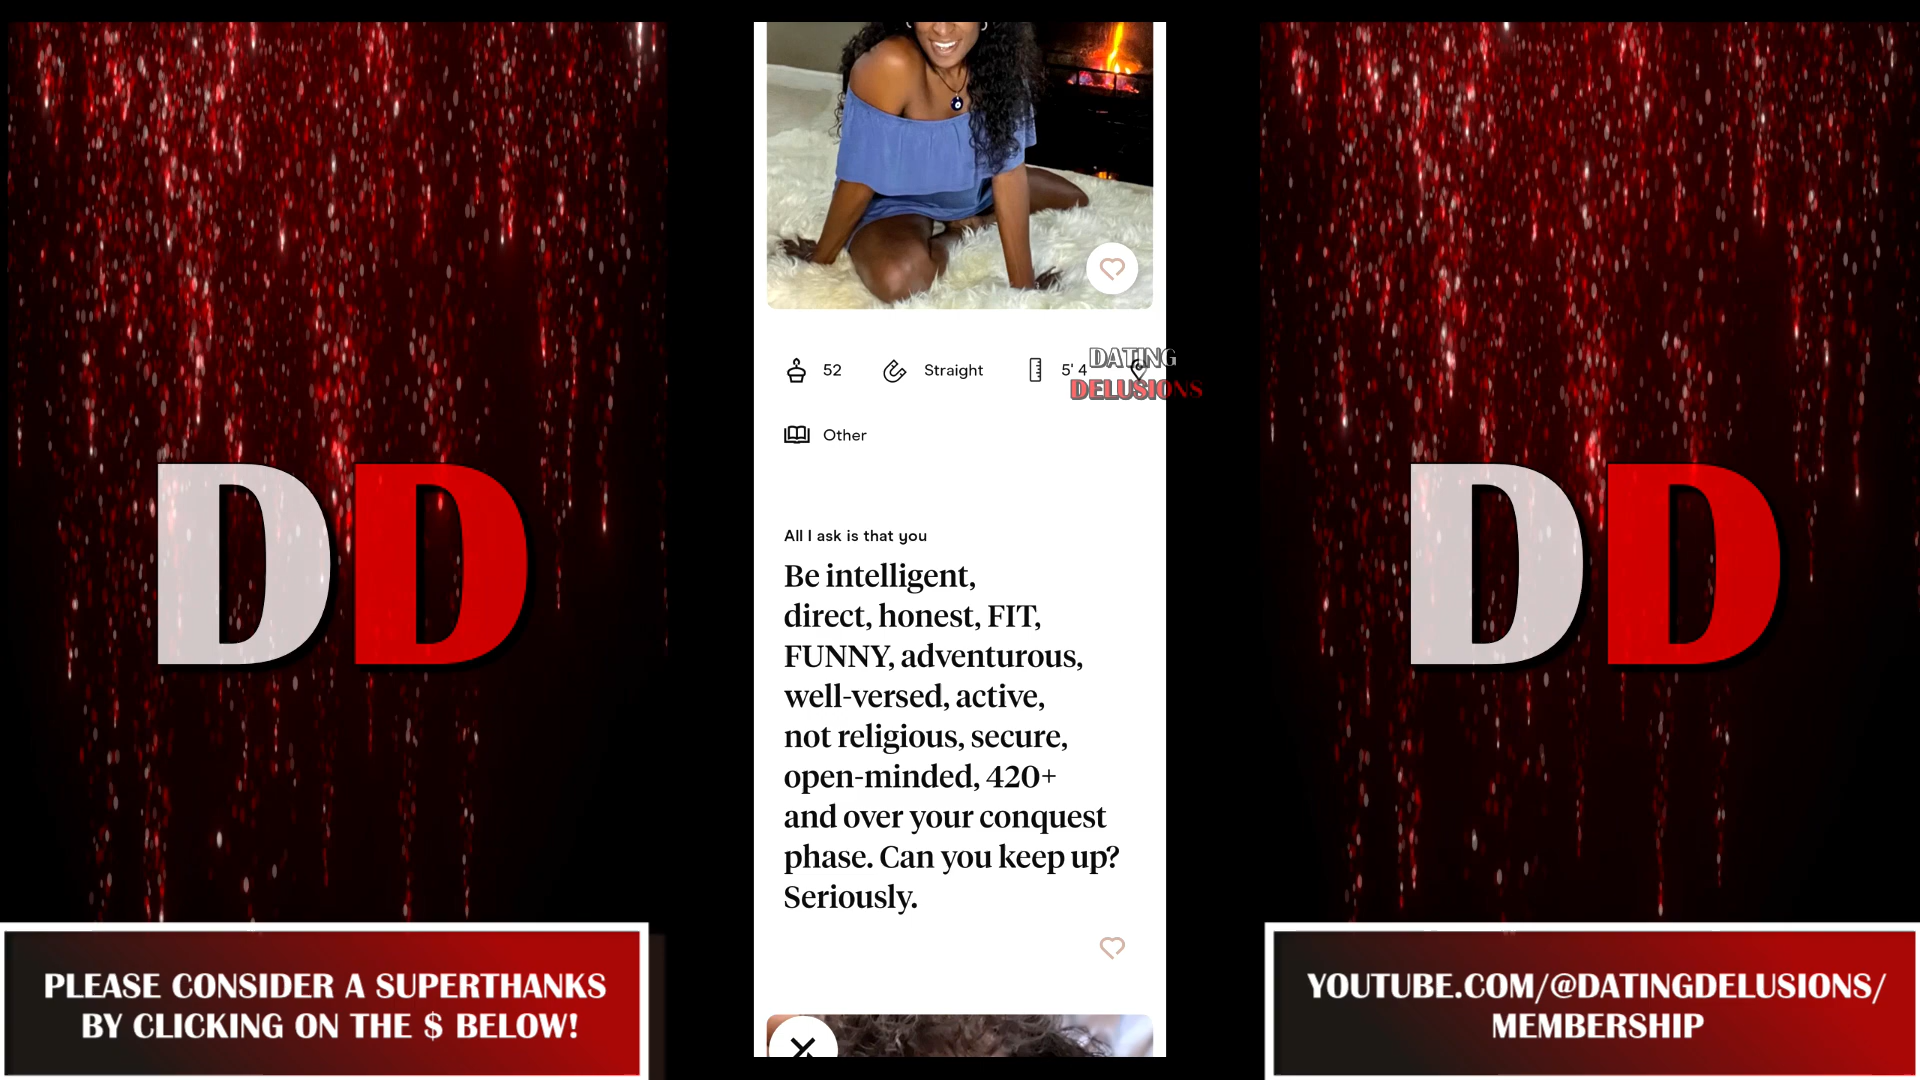 52
Straight
5' 4
DATING
DELUSIONS
Other
DD
DD
All I ask is that you
Be intelligent,
direct, honest, FIT,
FUNNY, adventurous,
well-versed, active,
not religious, secure,
open-minded, 420+
and over your conquest
phase. Can you keep up?
Seriously.
PLEASE CONSIDER A SUPERTHANKS
BY CLICKING ON THE $ BELOW!
YOUTUBE.COM/@DATINGDELUSIONS/
MEMBERSHIP